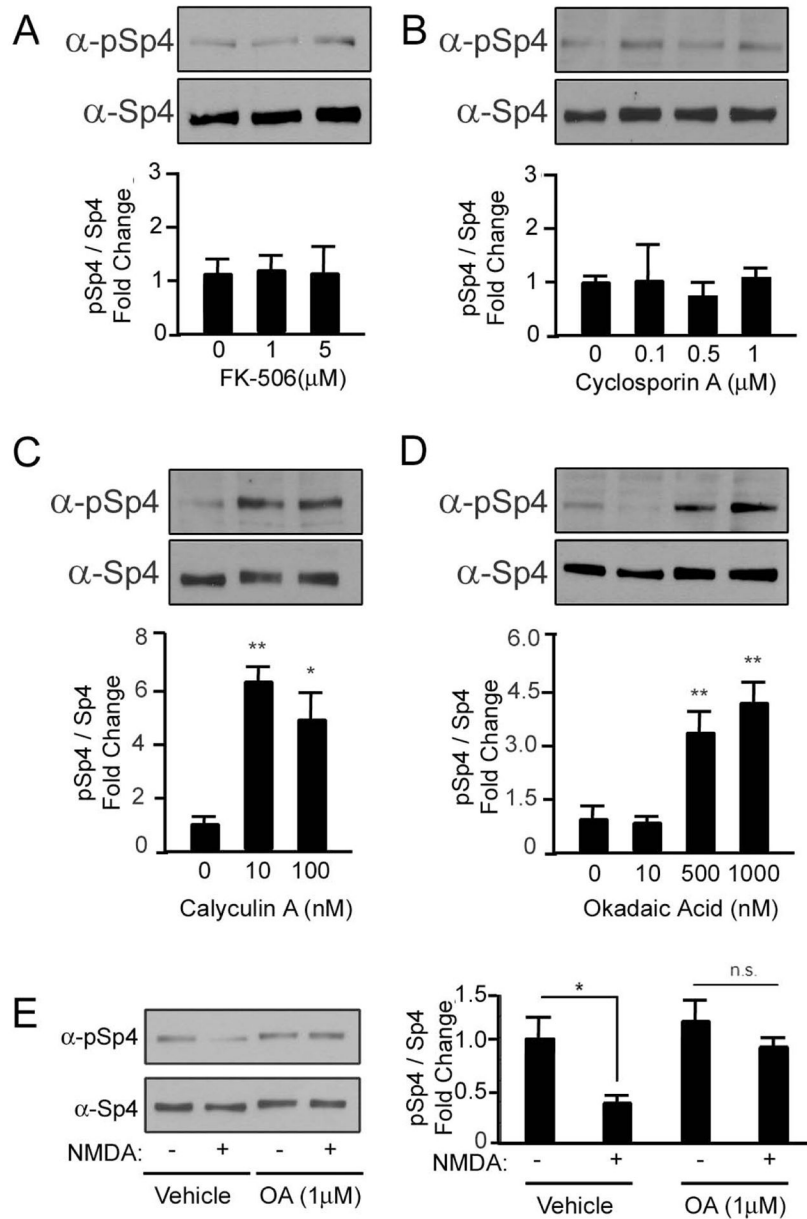 A
α-pSp4
α-Sp4
pSp4 / Sp4
Fold Change
3
2
1
0
0 1 5
FK-506(μM)
B
α-pSp4
α-Sp4
pSp4 / Sp4
Fold Change
3
2
1
0
0 0.1 0.5 1
Cyclosporin A (μM)
C
α-pSp4
α-Sp4
pSp4 / Sp4
Fold Change
8
6
4
2
0
**
*
0 10 100
Calyculin A (nM)
D
α-pSp4
α-Sp4
pSp4 / Sp4
Fold Change
6.0
4.5
3.0
1.5
0
**
**
0 10 500 1000
Okadaic Acid (nM)
E
α-pSp4
α-Sp4
NMDA: - + - +
Vehicle OA (1μM)
pSp4 / Sp4
Fold Change
1.5
1.0
0.5
0
*
n.s.
NMDA: - + - +
Vehicle OA (1μM)